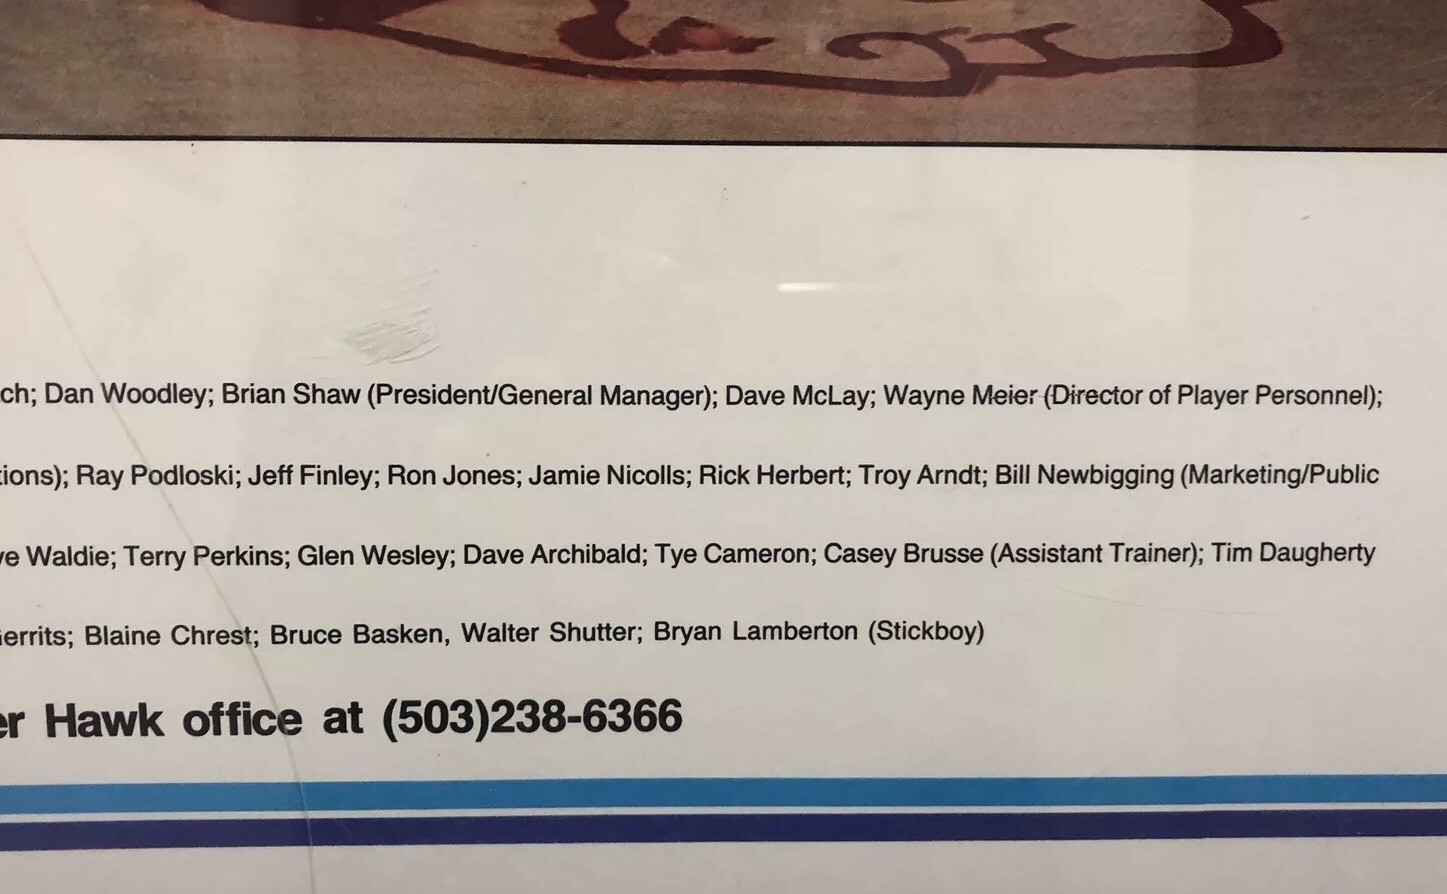 ch; Dan Woodley; Brian Shaw (President/General Manager); Dave McLay; Wayne Meier (Director of Player Personnel);
tions); Ray Podloski; Jeff Finley; Ron Jones; Jamie Nicolls; Rick Herbert; Troy Arndt; Bill Newbigging (Marketing/Public
ve Waldie; Terry Perkins; Glen Wesley; Dave Archibald; Tye Cameron; Casey Brusse (Assistant Trainer); Tim Daugherty
Gerrits; Blaine Chrest; Bruce Basken, Walter Shutter; Bryan Lamberton (Stickboy)
er Hawk office at (503)238-6366